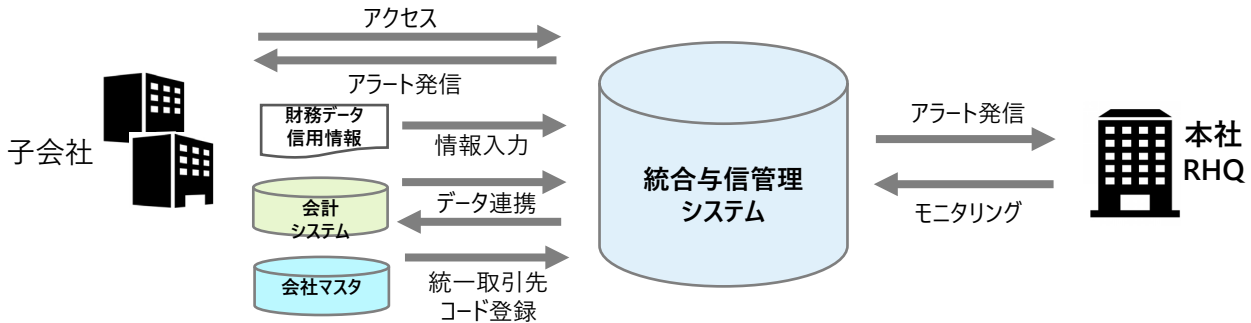 アクセス
アラート発信
子会社
財務データ
信用情報
情報入力
会計
システム
データ連携
会社マスタ
統一取引先
コード登録
統合与信管理
システム
アラート発信
モニタリング
本社
RHQ